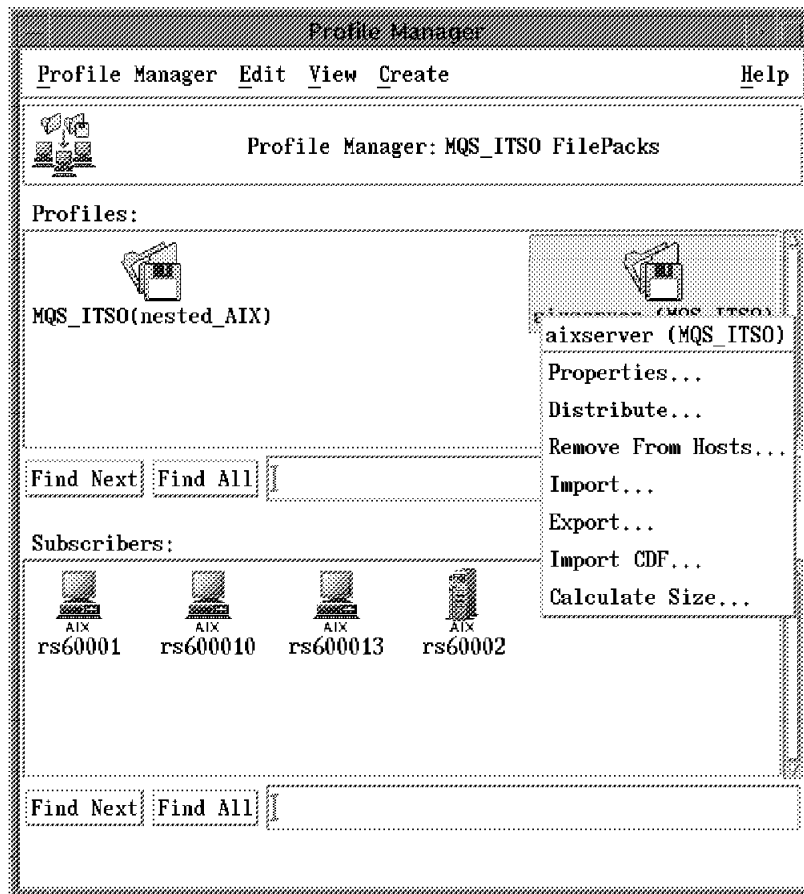 Profile Manager
Profile Manager Edit View Create Help
Profile Manager: MQS_ITSO FilePacks
Profiles:
MQS_ITSO(nested_AIX)
aixserver (MQS_ITSO)
aixserver (MQS_ITSO)
Properties...
Distribute...
Remove From Hosts...
Import...
Export...
Import CDF...
Calculate Size...
Find Next Find All
Subscribers:
AIX AIX AIX AIX
rs60001 rs600010 rs600013 rs60002
Find Next Find All